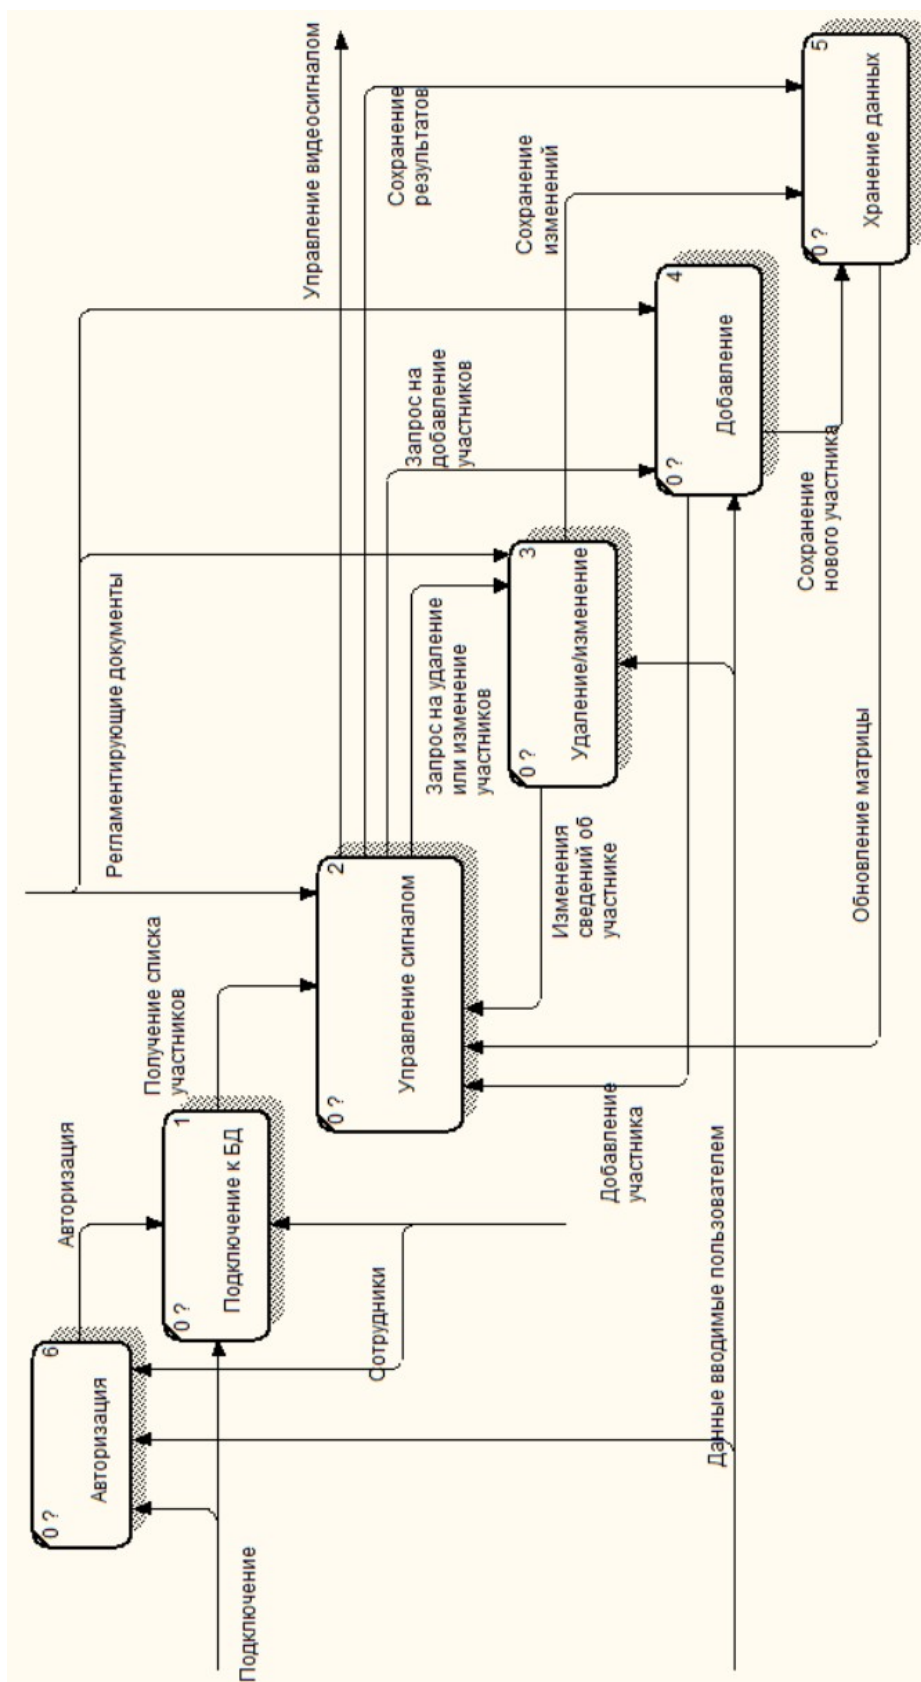 Авторизация
0 ?
6
Авторизация
Подключение
Подключение к БД
0 ?
1
Сотрудники
Получение списка
участников
Регламентирующие документы
Управление сигналом
0 ?
2
Управление видеосигналом
Сохранение
результатов
Запрос на
добавление
участников
Запрос на удаление
или изменение
участников
Сохранение
изменений
Удаление/изменение
0 ?
3
Изменения
сведений об
участнике
Добавление
0 ?
4
Добавление
участника
Сохранение
нового участника
Хранение данных
0 ?
5
Обновление матрицы
Данные вводимые пользователем